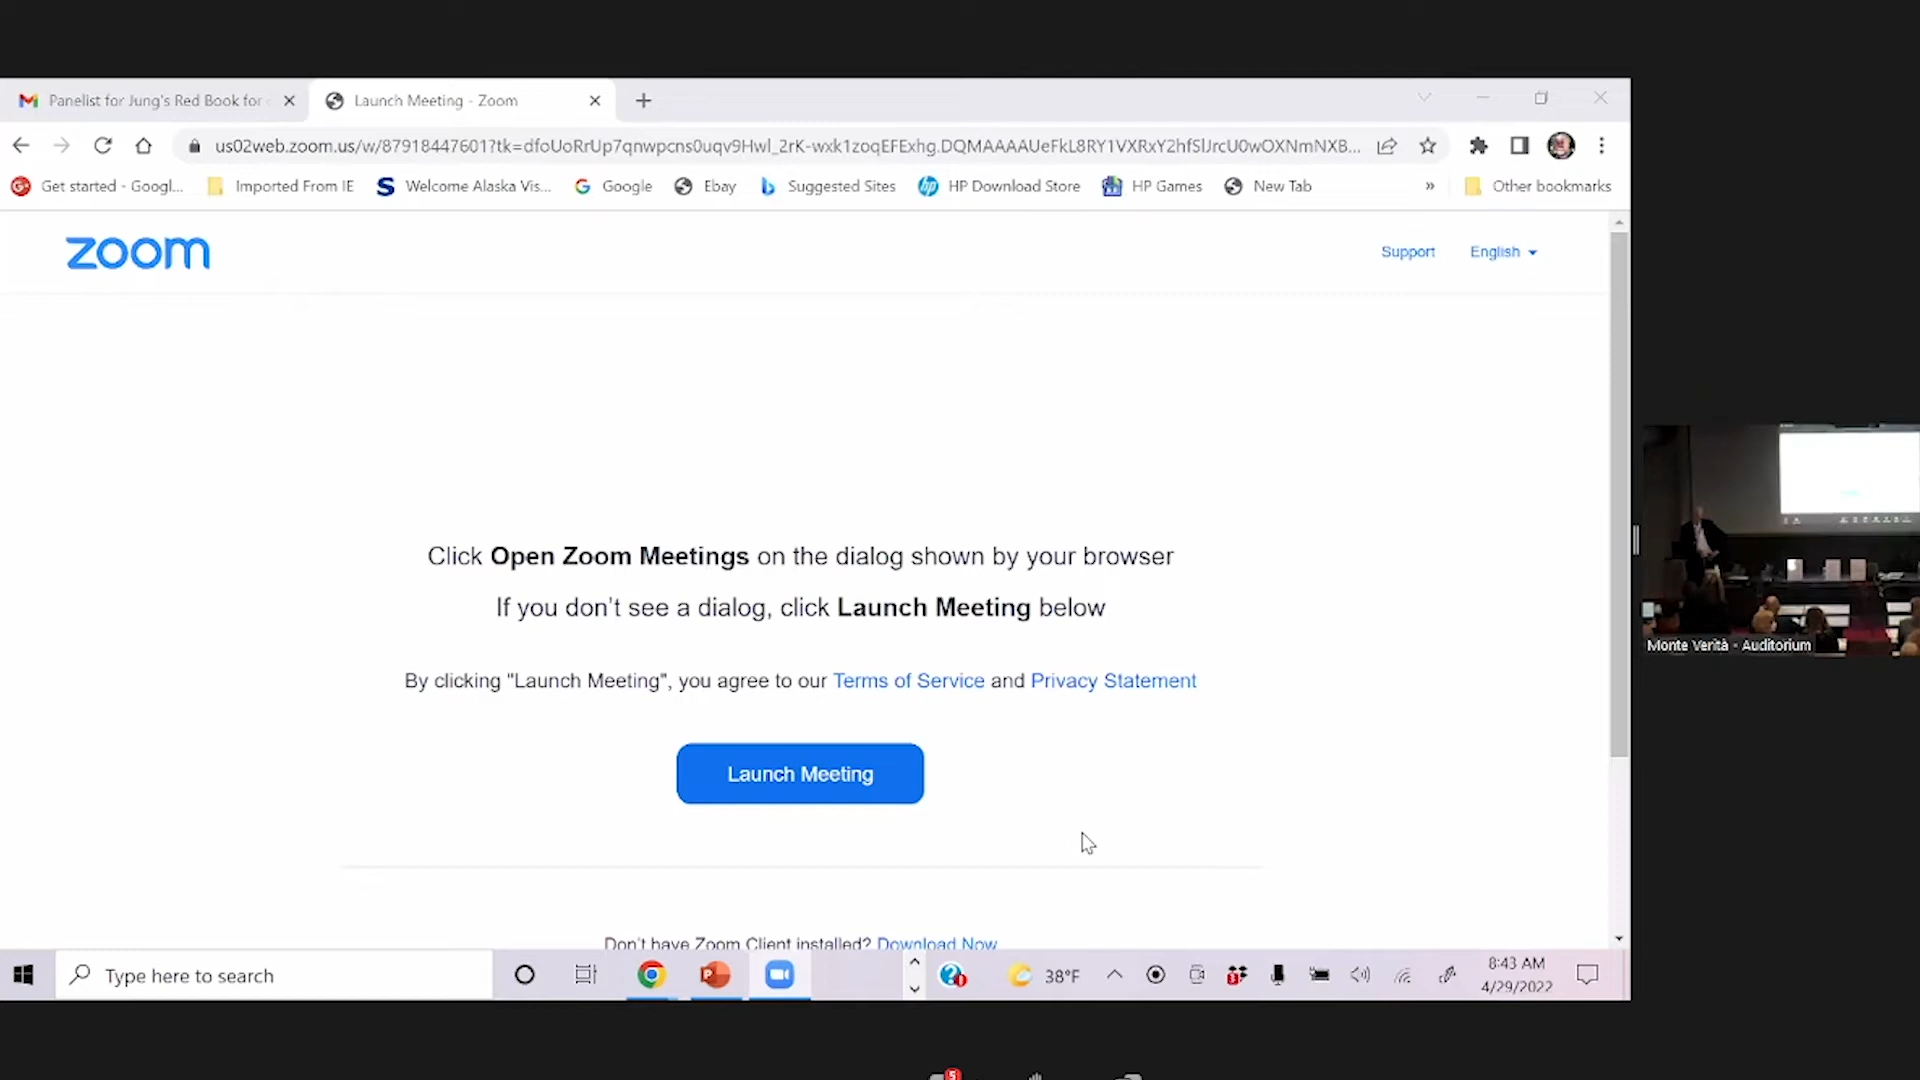 Panelist for Jung's Red Book for
Launch Meeting - Zoom
us02web.zoom.us/w/87918447601?tk=dfoUoRrUp7qnwpcns0uqv9Hwl_2rK-wxk1zoqEFExhg.DQMAAAAUeFkL8RY1VXRxY2hfSlJrcU0wOXNmNXB...
Get started - Googl...
Imported From IE
Welcome Alaska Vis...
Google
Ebay
Suggested Sites
HP Download Store
HP Games
New Tab
»
Other bookmarks
zoom
Support
English
Click Open Zoom Meetings on the dialog shown by your browser
If you don't see a dialog, click Launch Meeting below
By clicking "Launch Meeting", you agree to our Terms of Service and Privacy Statement
Launch Meeting
Don't have Zoom Client installed? Download Now
Monte Verità - Auditorium
Type here to search
38°F
8:43 AM
4/29/2022
5